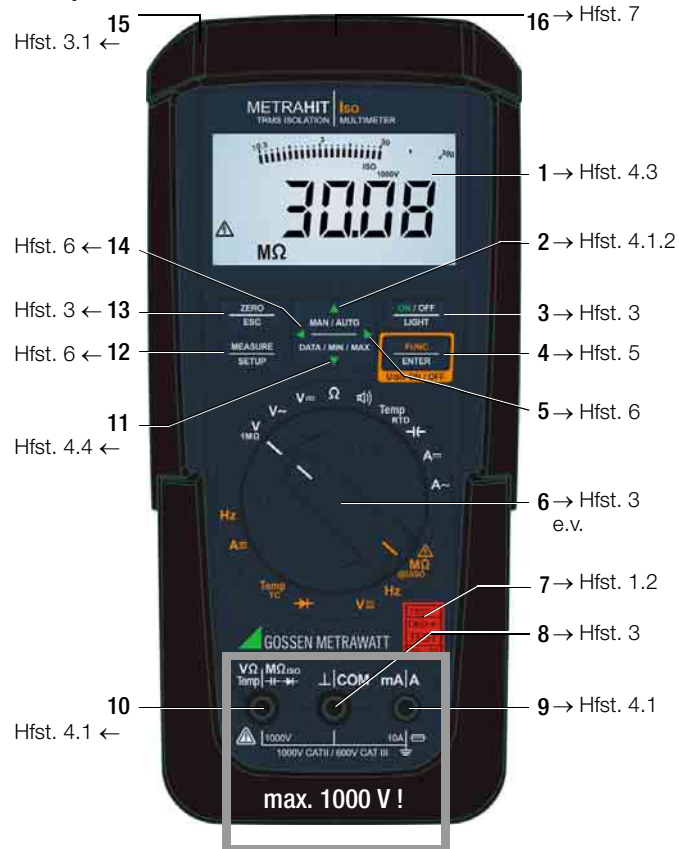 15
16 → Hfst. 7
Hfst. 3.1 ←
METRAHIT Iso
TRMS ISOLATION MULTIMETER
3
30
300
ISO
1000V
1 → Hfst. 4.3
30.08
MΩ
2 → Hfst. 4.1.2
Hfst. 6 ← 14
Hfst. 3 ← 13
ZERO
ESC
MAN / AUTO
ON / OFF
LIGHT
3 → Hfst. 3
Hfst. 6 ← 12
MEASURE
SETUP
DATA / MIN / MAX
FUNC
ENTER
4 → Hfst. 5
11
5 → Hfst. 6
Hfst. 4.4 ←
V
1MΩ
V~
V
Ω
Temp
RTD
A
A~
6 → Hfst. 3
e.v.
Hz
A
Temp
TC
V
Hz
MΩ
7 → Hfst. 1.2
8 → Hfst. 3
GOSSEN METRAWATT
VΩ MΩISO
Temp
⊥ COM
mA A
10
9 → Hfst. 4.1
Hfst. 4.1 ←
1000V
10A
1000V CATII / 600V CAT III
max. 1000 V !